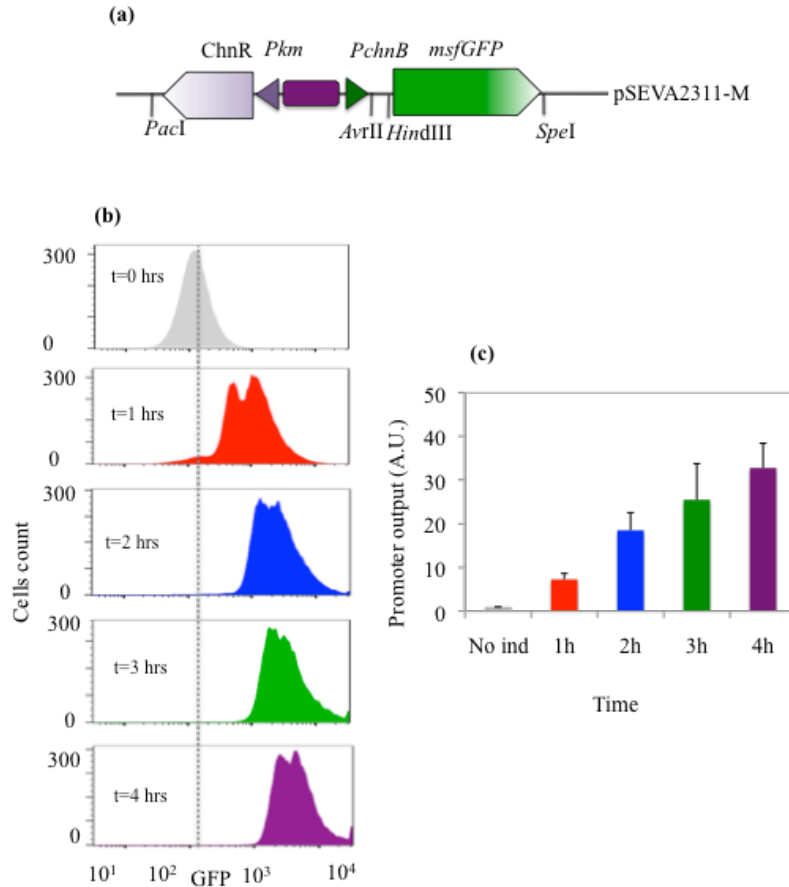 (a)
ChnR Pkm PchnB msfGFP
pSEVA2311-M
PacI AvrII HindIII SpeI
(b)
300
t=0 hrs
0
300
t=1 hrs
0
300
t=2 hrs
0
300
t=3 hrs
0
300
t=4 hrs
0
Cells count
10¹ 10² GFP 10³ 10⁴
(c)
50
40
30
20
10
0
Promoter output (A.U.)
No ind 1h 2h 3h 4h
Time